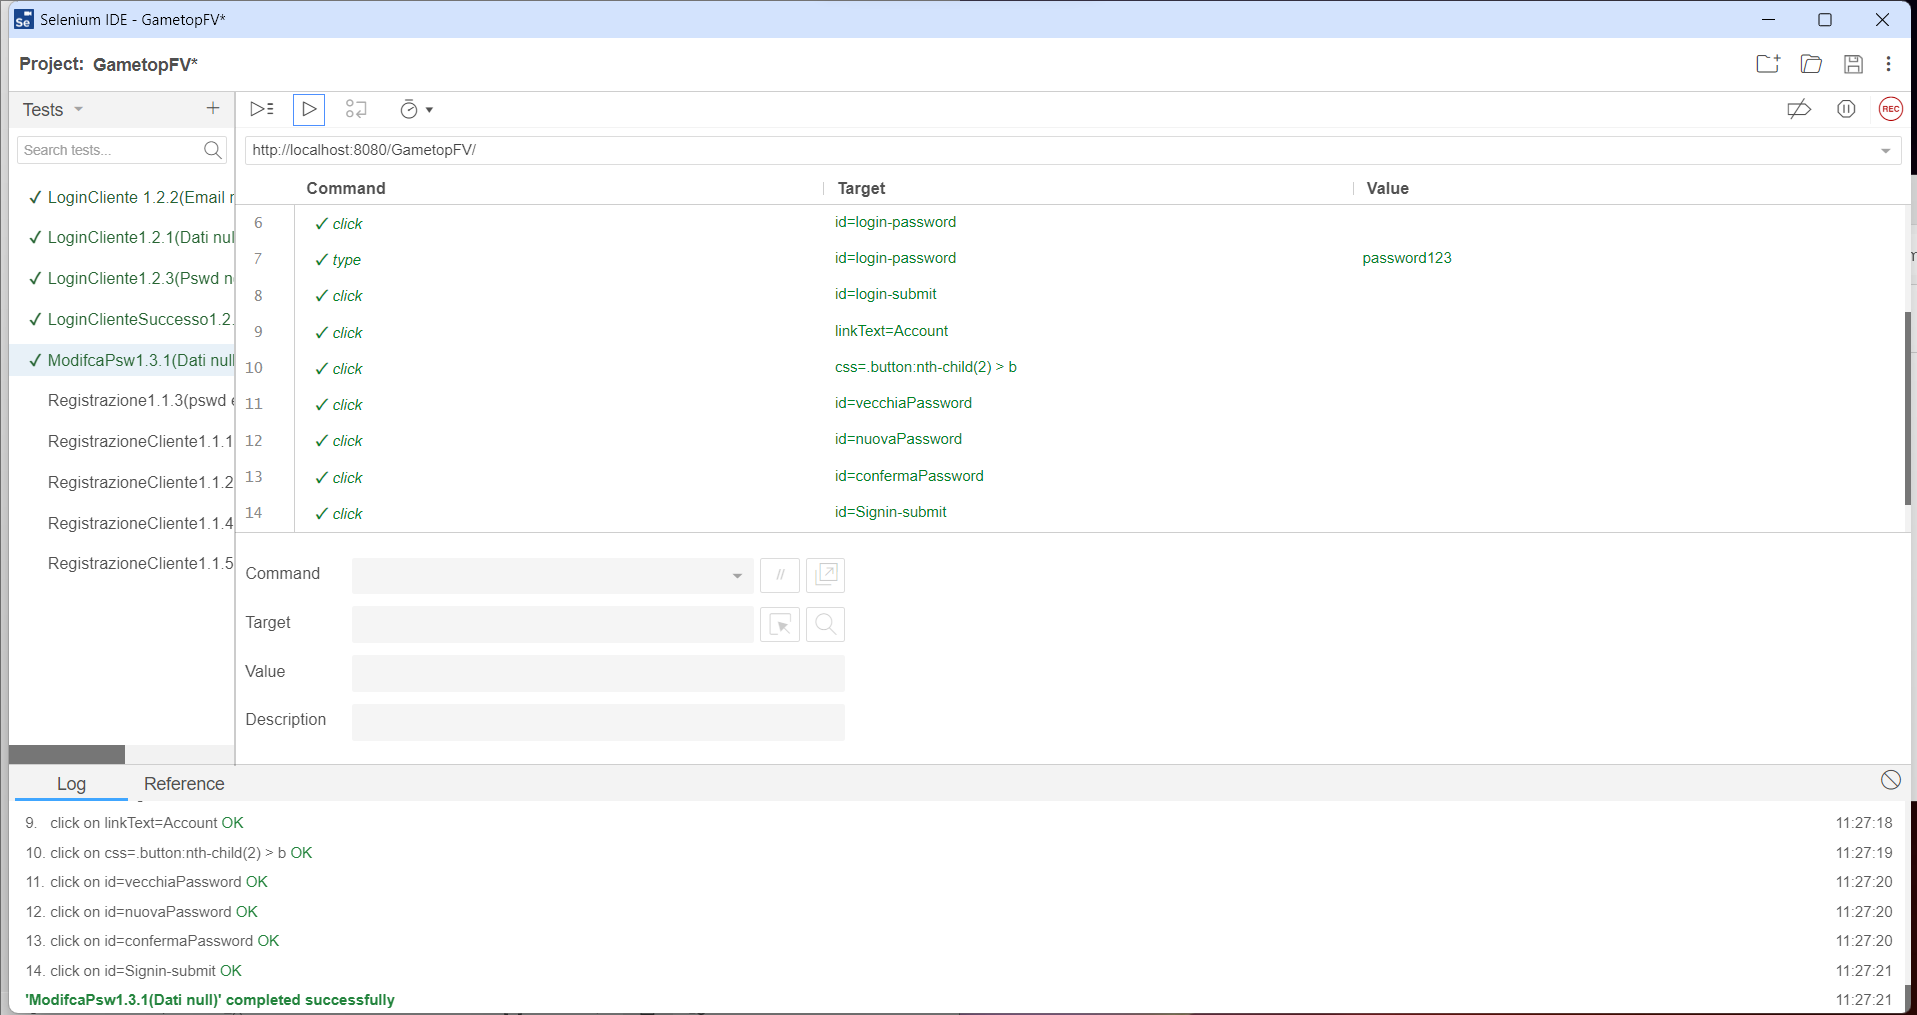 Selenium IDE - GametopFV*
Project: GametopFV*
Tests
Search tests...
LoginCliente 1.2.2(Email
LoginCliente1.2.1(Dati nul
LoginCliente1.2.3(Pswd
LoginClienteSuccesso1.2.
ModifcaPsw1.3.1(Dati null
Registrazione1.1.3(pswd
RegistrazioneCliente1.1.1
RegistrazioneCliente1.1.2
RegistrazioneCliente1.1.4
RegistrazioneCliente1.1.5
REC
http://localhost:8080/GametopFV/
Command Target Value
6 click id=login-password
7 type id=login-password password123
8 click id=login-submit
9 click linkText=Account
10 click css=.button:nth-child(2) > b
11 click id=vecchiaPassword
12 click id=nuovaPassword
13 click id=confermaPassword
14 click id=Signin-submit
Command //
Target
Value
Description
Log Reference
9. click on linkText=Account OK 11:27:18
10. click on css=.button:nth-child(2) > b OK 11:27:19
11. click on id=vecchiaPassword OK 11:27:20
12. click on id=nuovaPassword OK 11:27:20
13. click on id=confermaPassword OK 11:27:20
14. click on id=Signin-submit OK 11:27:21
'ModifcaPsw1.3.1(Dati null)' completed successfully 11:27:21